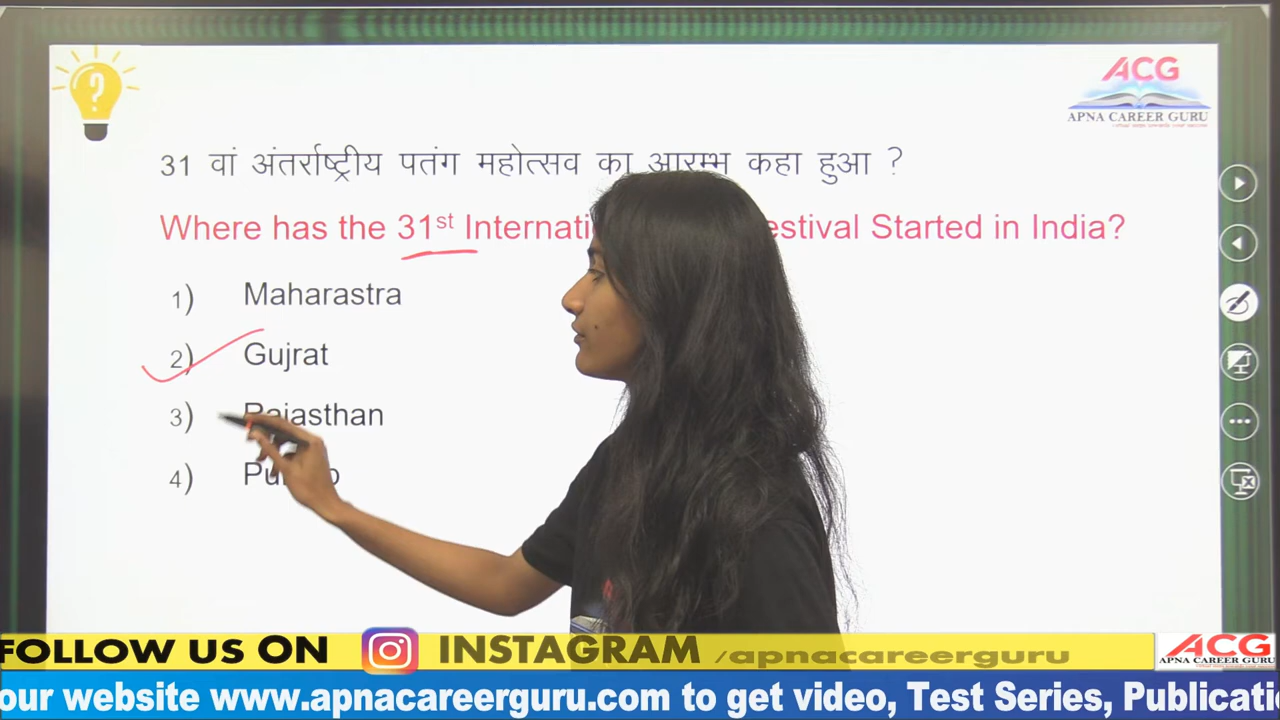 ACG
APNA CAREER GURU
31 वां अंतर्राष्ट्रीय पतंग महोत्सव का आरम्भ कहा हुआ ?
Where has the 31st Internati estival Started in India?
1) Maharastra
2) Gujrat
3) Rajasthan
4)
FOLLOW US ON INSTAGRAM /apnacareerguru
ACG
APNA CAREER GURU
our website www.apnacareerguru.com to get video, Test Series, Publicati